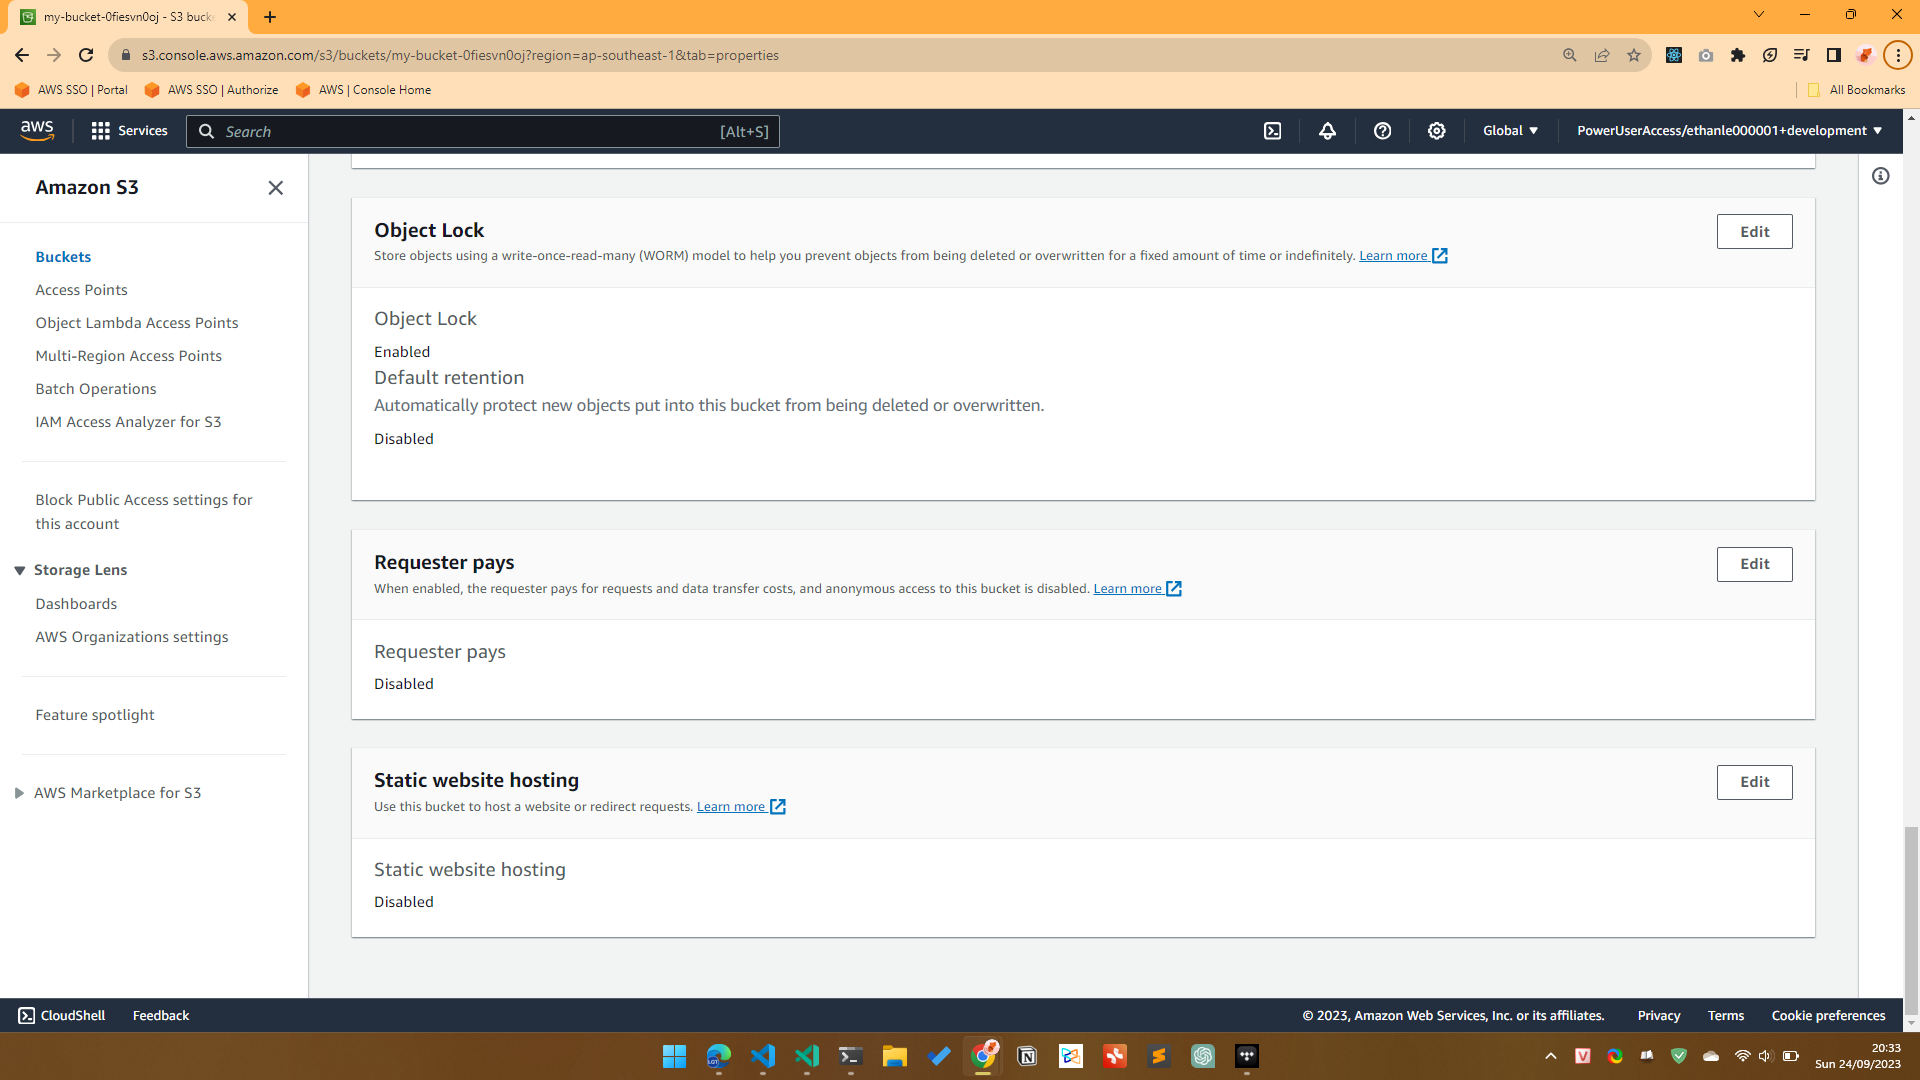 my-bucket-0fiesvn0oj - S3 buck
s3.console.aws.amazon.com/s3/buckets/my-bucket-0fiesvn0oj?region=ap-southeast-1&tab=properties
AWS SSO | Portal
AWS SSO | Authorize
AWS | Console Home
All Bookmarks
aws
Services
Search
[Alt+S]
Global
PowerUserAccess/ethanle000001+development
Amazon S3
Buckets
Access Points
Object Lambda Access Points
Multi-Region Access Points
Batch Operations
IAM Access Analyzer for S3
Block Public Access settings for
this account
Storage Lens
Dashboards
AWS Organizations settings
Feature spotlight
AWS Marketplace for S3
Object Lock
Edit
Store objects using a write-once-read-many (WORM) model to help you prevent objects from being deleted or overwritten for a fixed amount of time or indefinitely. Learn more
Object Lock
Enabled
Default retention
Automatically protect new objects put into this bucket from being deleted or overwritten.
Disabled
Requester pays
Edit
When enabled, the requester pays for requests and data transfer costs, and anonymous access to this bucket is disabled. Learn more
Requester pays
Disabled
Static website hosting
Edit
Use this bucket to host a website or redirect requests. Learn more
Static website hosting
Disabled
CloudShell
Feedback
© 2023, Amazon Web Services, Inc. or its affiliates.
Privacy
Terms
Cookie preferences
20:33
Sun 24/09/2023